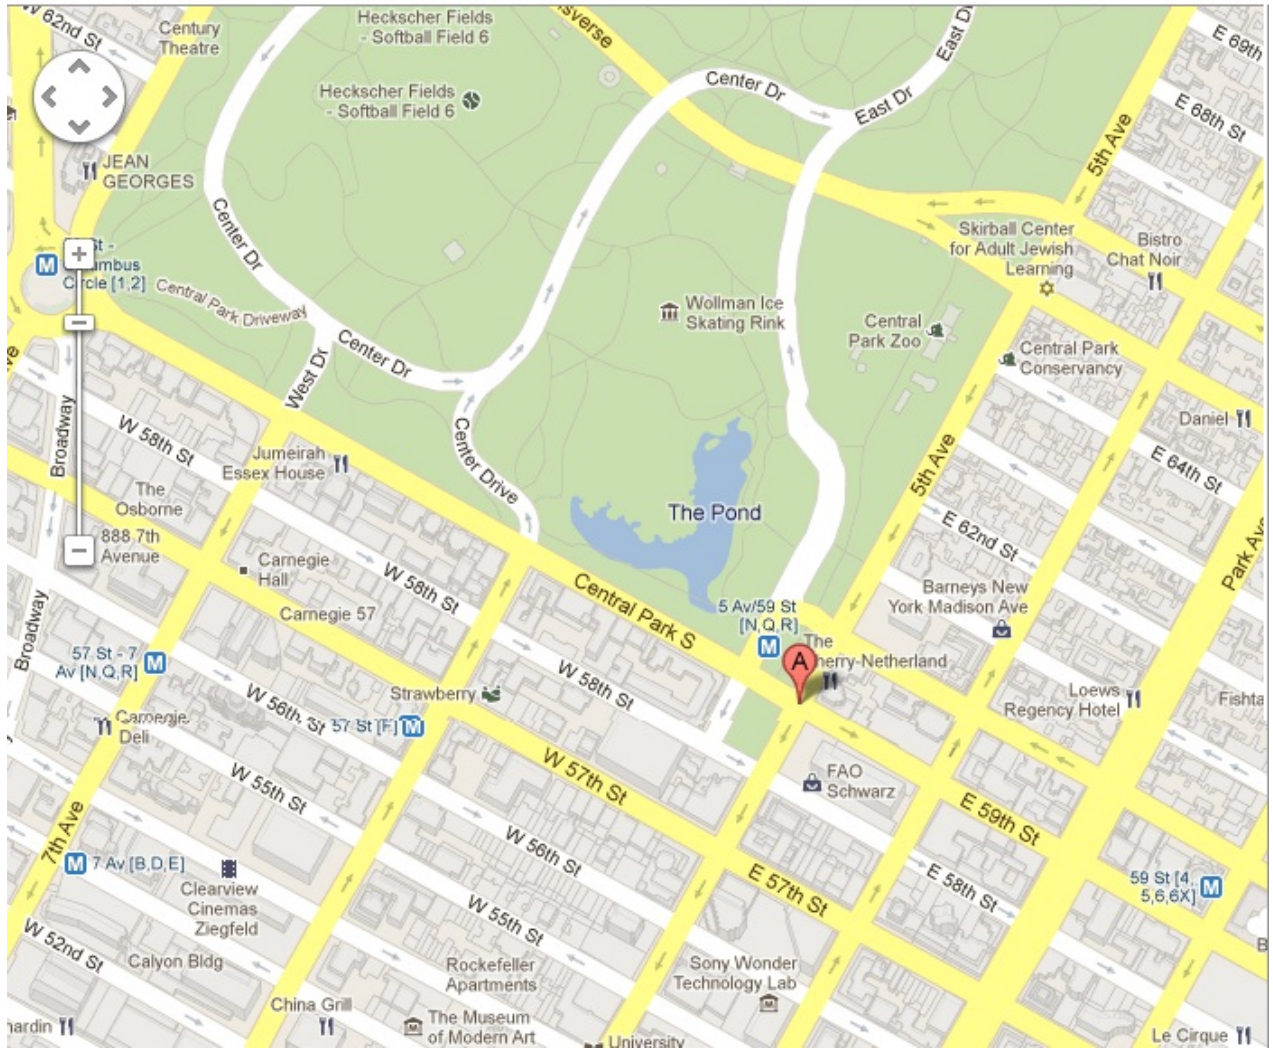 W 62nd St
Century
Theatre
Heckscher Fields
- Softball Field 6
nsverse
East Dr
E 69th
Heckscher Fields
- Softball Field 6
Center Dr
East Dr
E 68th St
5th Ave
JEAN
GEORGES
Center Dr
St -
umbus
Circle [1,2]
M
Skirball Center
for Adult Jewish
Learning
Bistro
Chat Noir
Central Park Driveway
Wollman Ice
Skating Rink
Central
Park Zoo
Central Park
Conservancy
Center Dr
West Dr
Broadway
W 58th St
Jumeirah
Essex House
Center Drive
Daniel
E 64th St
5th Ave
The
Osborne
The Pond
888 7th
Avenue
E 62nd St
Park Ave
Carnegie
Hall
W 58th St
Carnegie 57
Central Park S
5 Av/59 St
[N,Q,R]
M
Barneys New
York Madison Ave
Broadway
57 St - 7
Av [N,Q,R]
M
The
herry-Netherland
A
W 58th St
Strawberry
Loews
Regency Hotel
Fishta
W 56th St
57 St [F]
M
Carnegie
Deli
W 57th St
FAO
Schwarz
W 55th St
E 59th St
7th Ave
W 56th St
M
7 Av [B,D,E]
E 57th St
E 58th St
59 St [4,
5,6,6X]
M
Clearview
Cinemas
Ziegfeld
W 55th St
W 52nd St
Calyon Bldg
Rockefeller
Apartments
Sony Wonder
Technology Lab
B
China Grill
The Museum
of Modern Art
nardin
University
Le Cirque